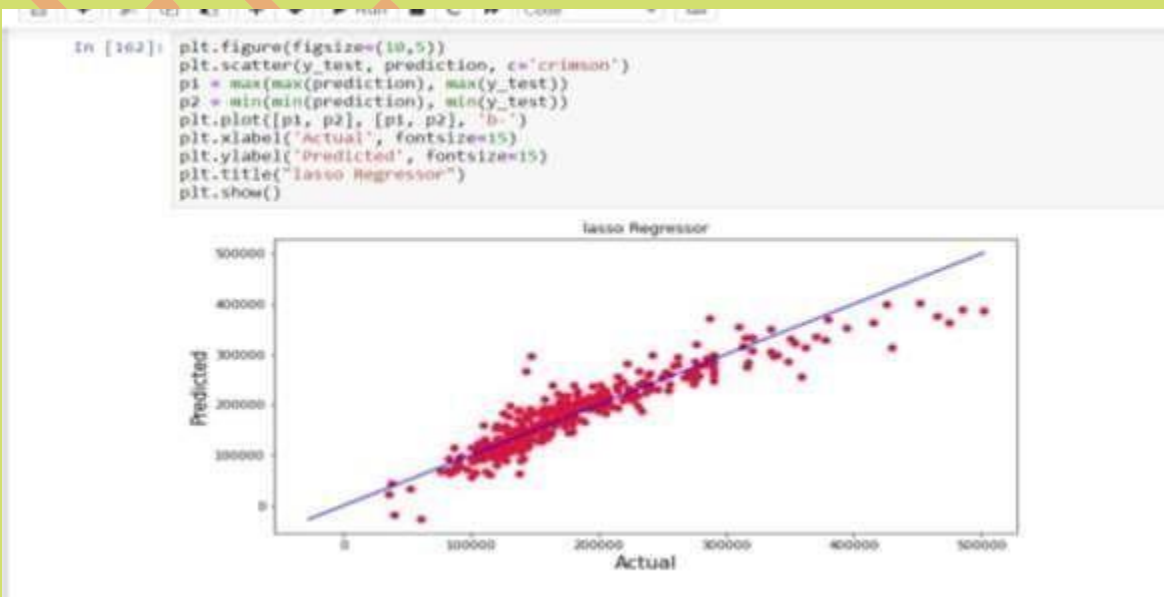 Run
Code
In [162]: plt.figure(figsize=(10,5))
plt.scatter(y_test, prediction, c='crimson')
p1 = max(max(prediction), max(y_test))
p2 = min(min(prediction), min(y_test))
plt.plot([p1, p2], [p1, p2], 'b-')
plt.xlabel('Actual', fontsize=15)
plt.ylabel('Predicted', fontsize=15)
plt.title("lasso Regressor")
plt.show()
lasso Regressor
500000
400000
300000
200000
100000
0
Predicted
0 100000 200000 300000 400000 500000
Actual